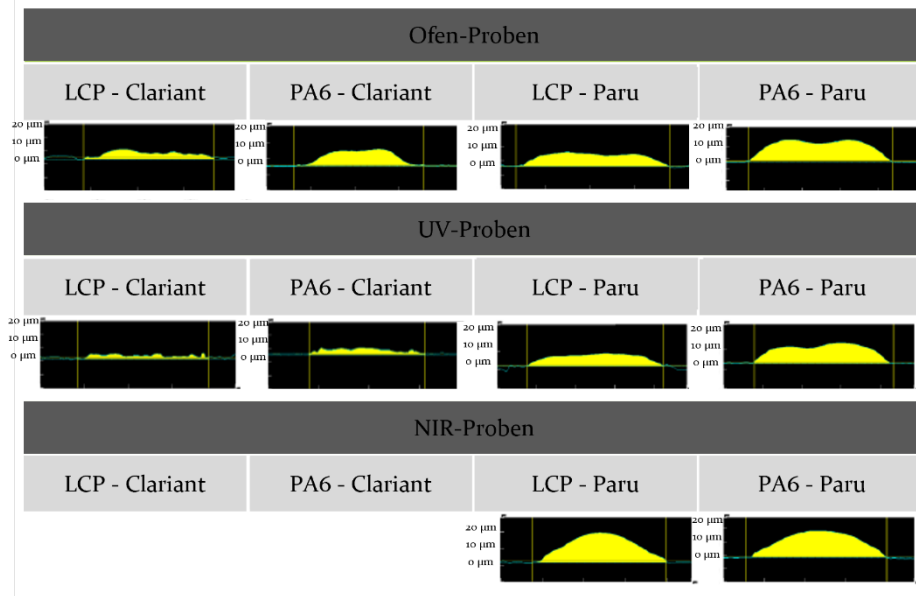 Ofen-Proben
LCP - Clariant PA6 - Clariant LCP - Paru PA6 - Paru
20 µm 20 µm 20 µm 20 µm
10 µm 10 µm 10 µm 10 µm
0 µm 0 µm 0 µm 0 µm
UV-Proben
LCP - Clariant PA6 - Clariant LCP - Paru PA6 - Paru
20 µm 20 µm 20 µm 20 µm
10 µm 10 µm 10 µm 10 µm
0 µm 0 µm 0 µm 0 µm
NIR-Proben
LCP - Clariant PA6 - Clariant LCP - Paru PA6 - Paru
20 µm 20 µm
10 µm 10 µm
0 µm 0 µm